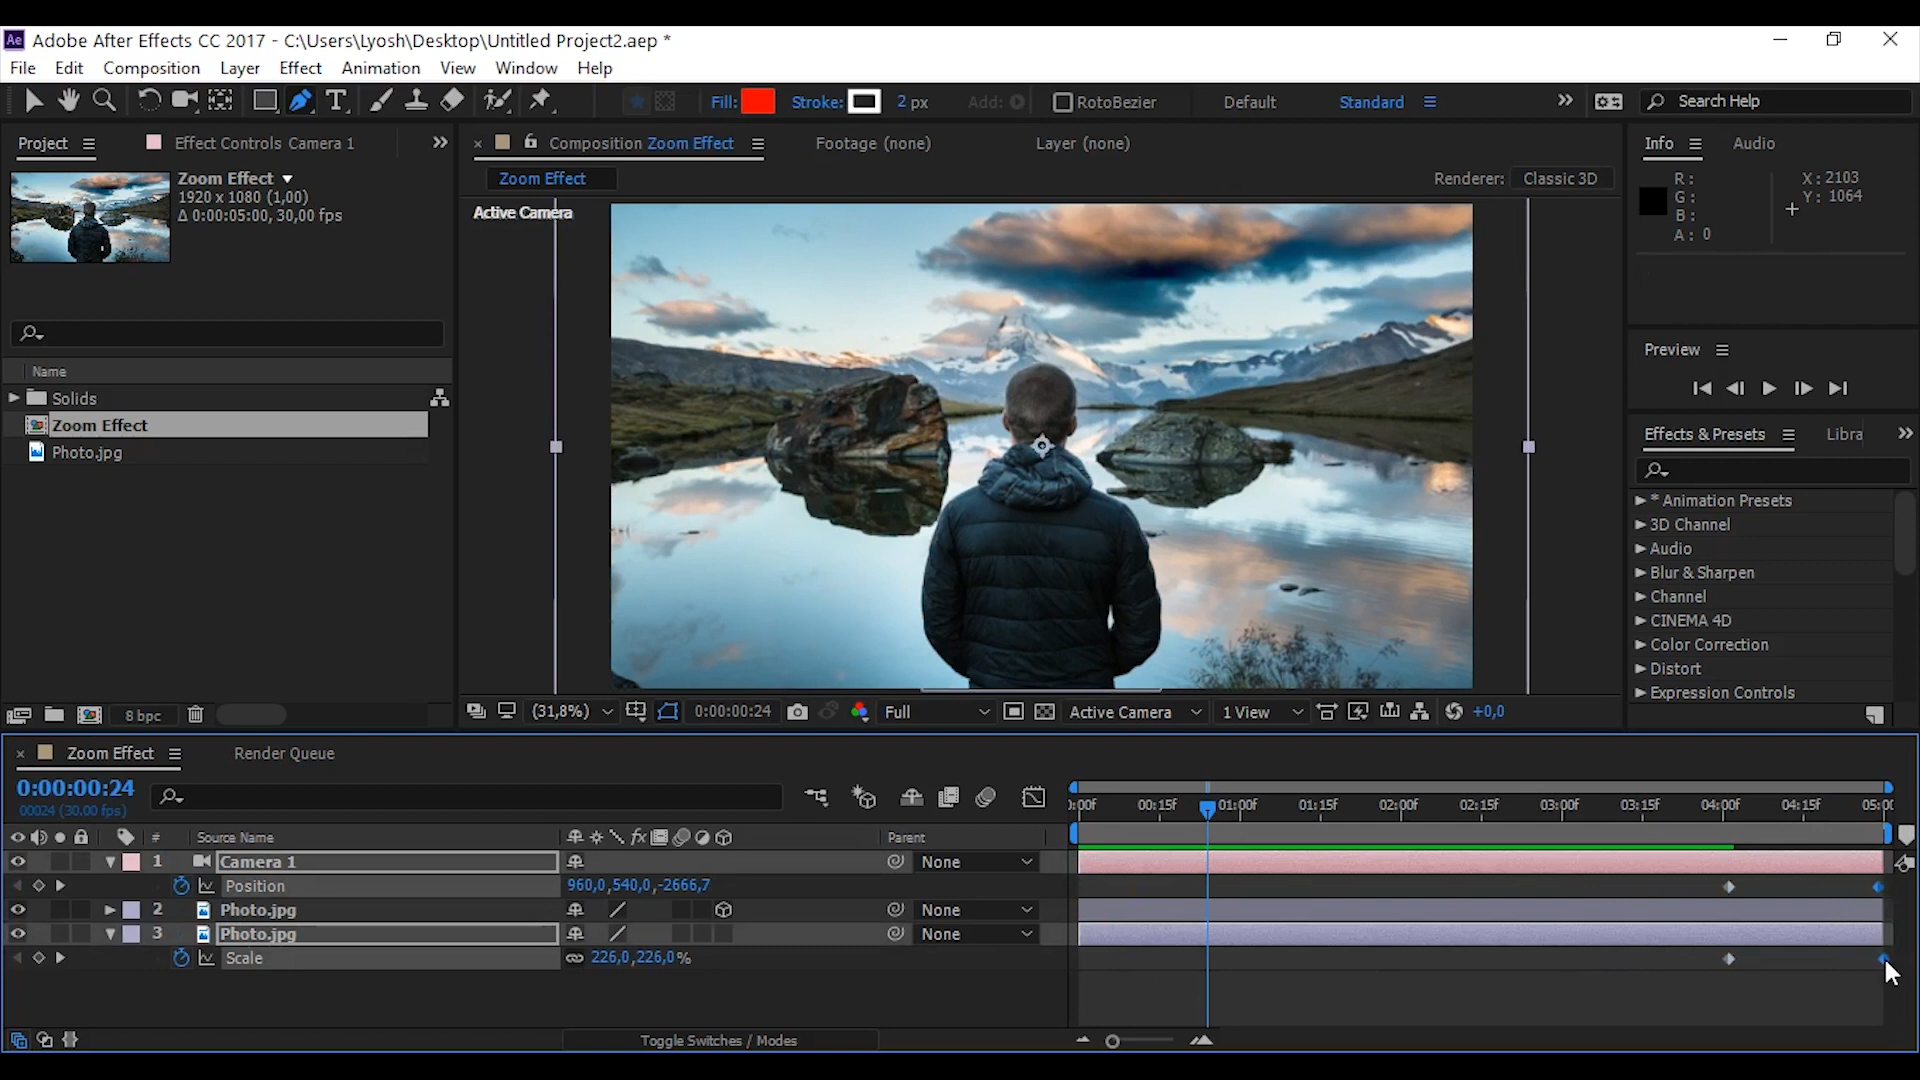 Ae Adobe After Effects CC 2017 - C:\Users\Lyosh\Desktop\Untitled Project2.aep *
File Edit Composition Layer Effect Animation View Window Help
Fill: Stroke: 2 px Add: RotoBezier Default Standard Search Help
Project Effect Controls Camera 1
Zoom Effect
1920 x 1080 (1,00)
Δ 0:00:05:00, 30,00 fps
Name
Solids
Zoom Effect
Photo.jpg
8 bpc
Composition Zoom Effect Footage (none) Layer (none)
Zoom Effect Renderer: Classic 3D
Active Camera
(31,8%) 0:00:00:24 Full Active Camera 1 View +0,0
Info Audio
R: X: 2103
G: Y: 1064
B:
A: 0
Preview
Effects & Presets Libra
* Animation Presets
3D Channel
Audio
Blur & Sharpen
Channel
CINEMA 4D
Color Correction
Distort
Expression Controls
Zoom Effect Render Queue
0:00:00:24
00024 (30.00 fps)
):00f 00:15f 01:00f 01:15f 02:00f 02:15f 03:00f 03:15f 04:00f 04:15f 05:00
# Source Name Parent
1 Camera 1 None
Position 960,0,540,0,-2666,7
2 Photo.jpg None
3 Photo.jpg None
Scale 226,0,226,0%
Toggle Switches / Modes